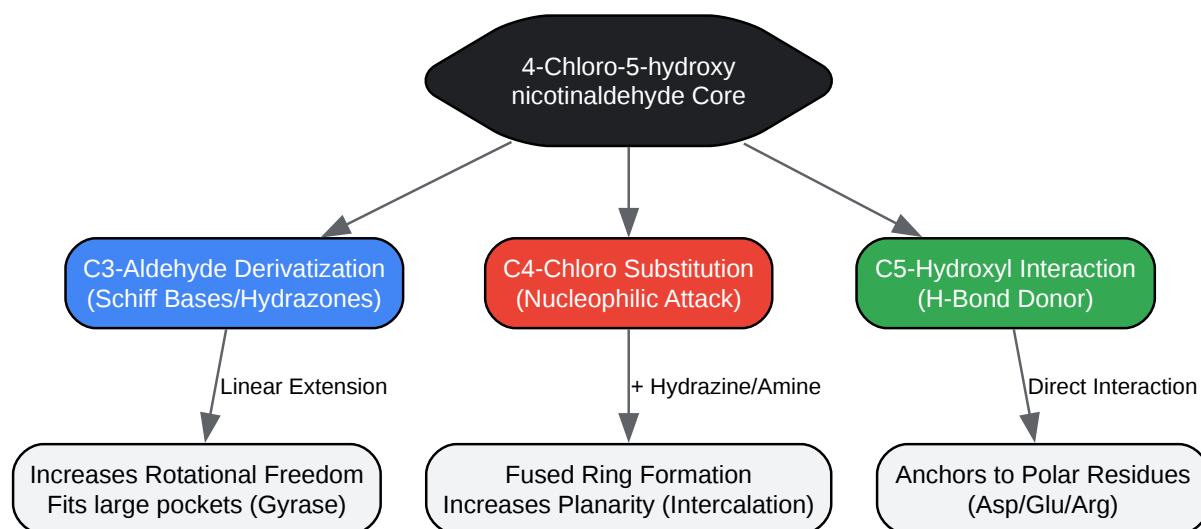 4-Chloro-5-hydroxy
nicotinaldehyde Core
C3-Aldehyde Derivatization
(Schiff Bases/Hydrazones)
C4-Chloro Substitution
(Nucleophilic Attack)
C5-Hydroxyl Interaction
(H-Bond Donor)
Linear Extension
+ Hydrazine/Amine
Direct Interaction
Increases Rotational Freedom
Fits large pockets (Gyrase)
Fused Ring Formation
Increases Planarity (Intercalation)
Anchors to Polar Residues
(Asp/Glu/Arg)